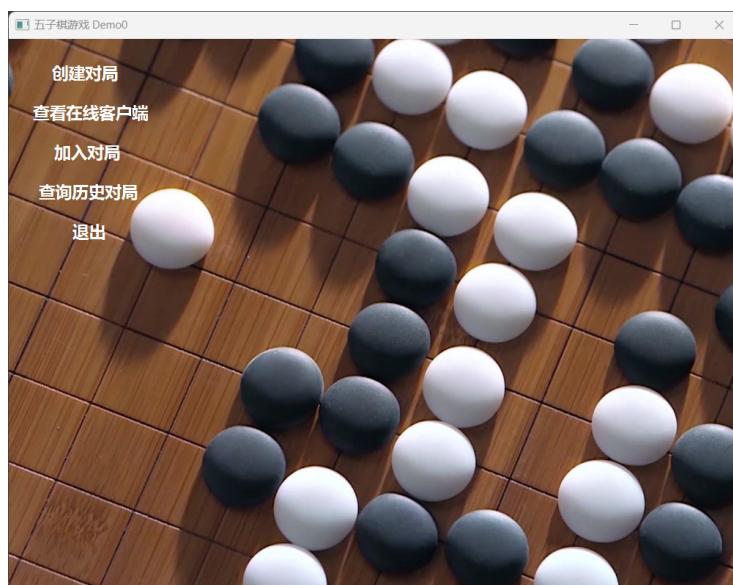 五子棋游戏 Demo0
创建对局
查看在线客户端
加入对局
查询历史对局
退出